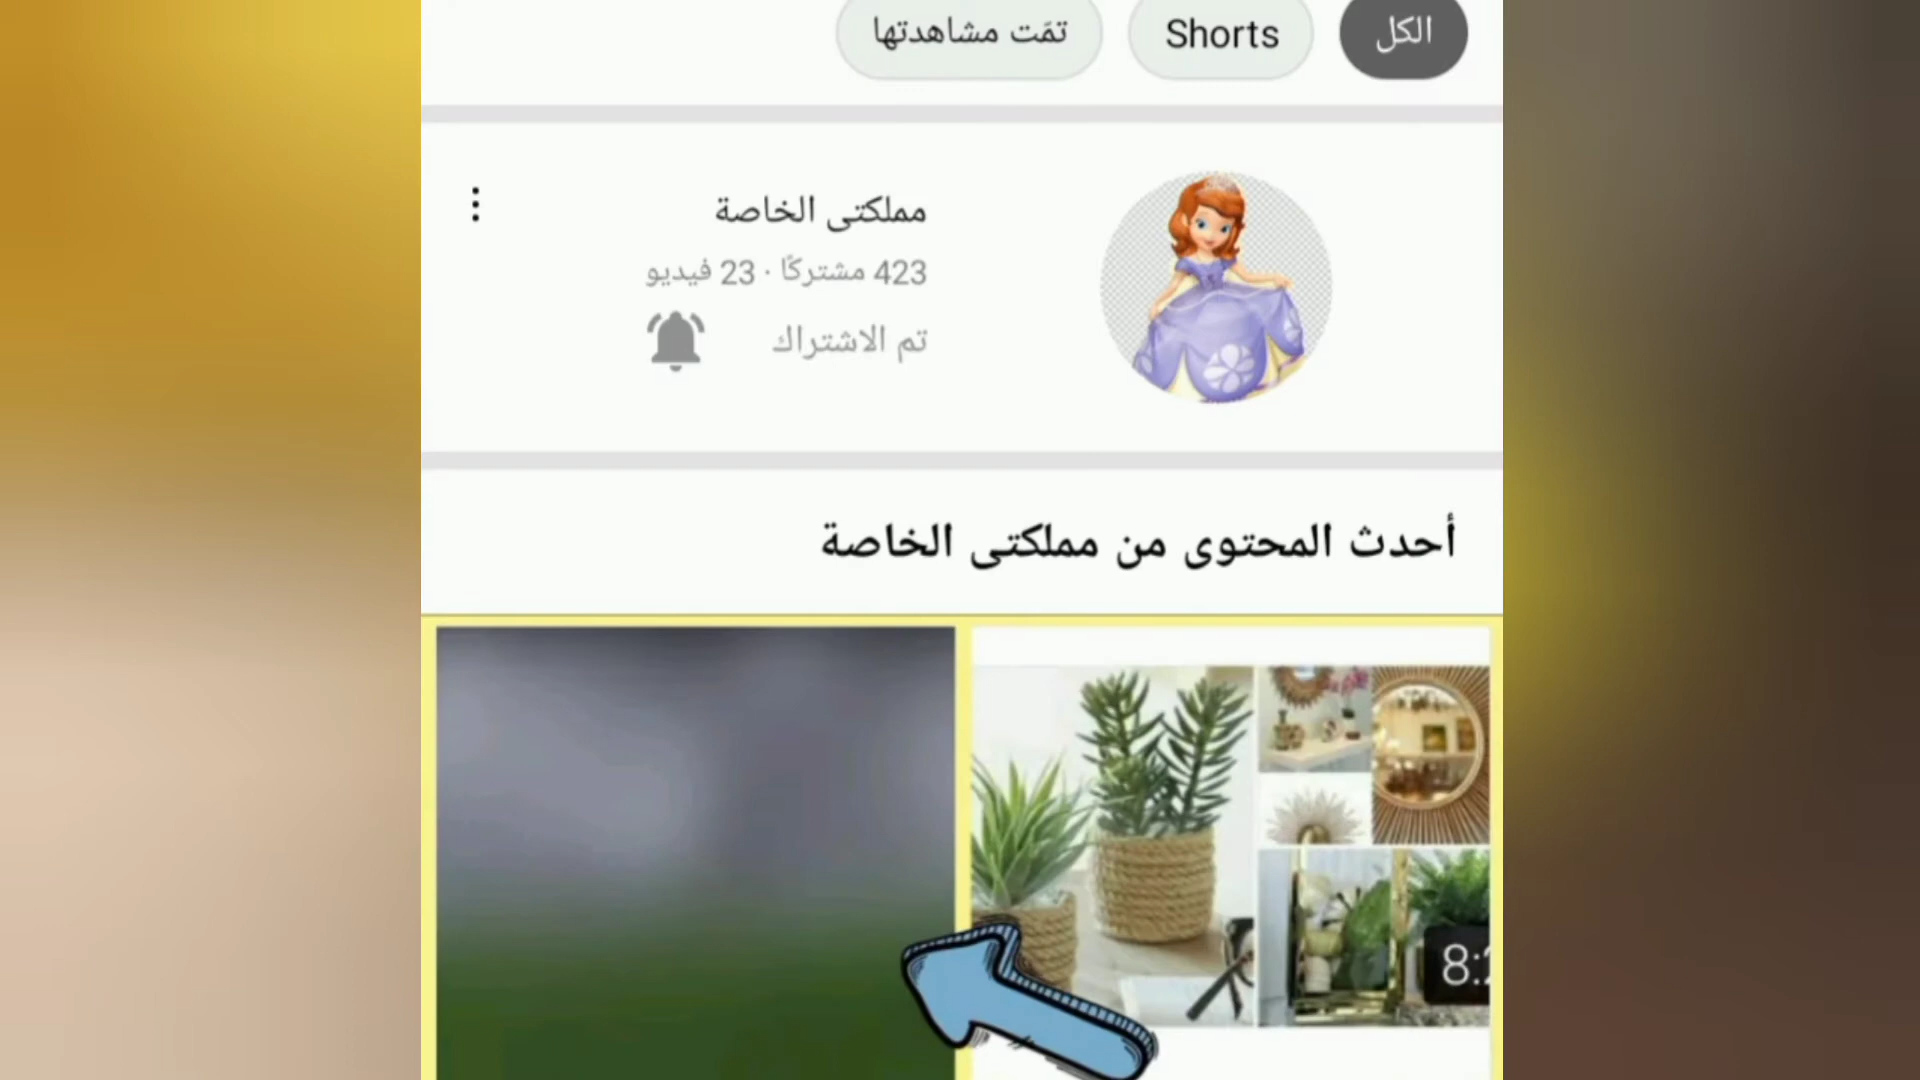 الكل Shorts تمَت مشاهدتها
مملكتى الخاصة
423 مشتركًا · 23 فيديو
تم الاشتراك
أحدث المحتوى من مملكتى الخاصة